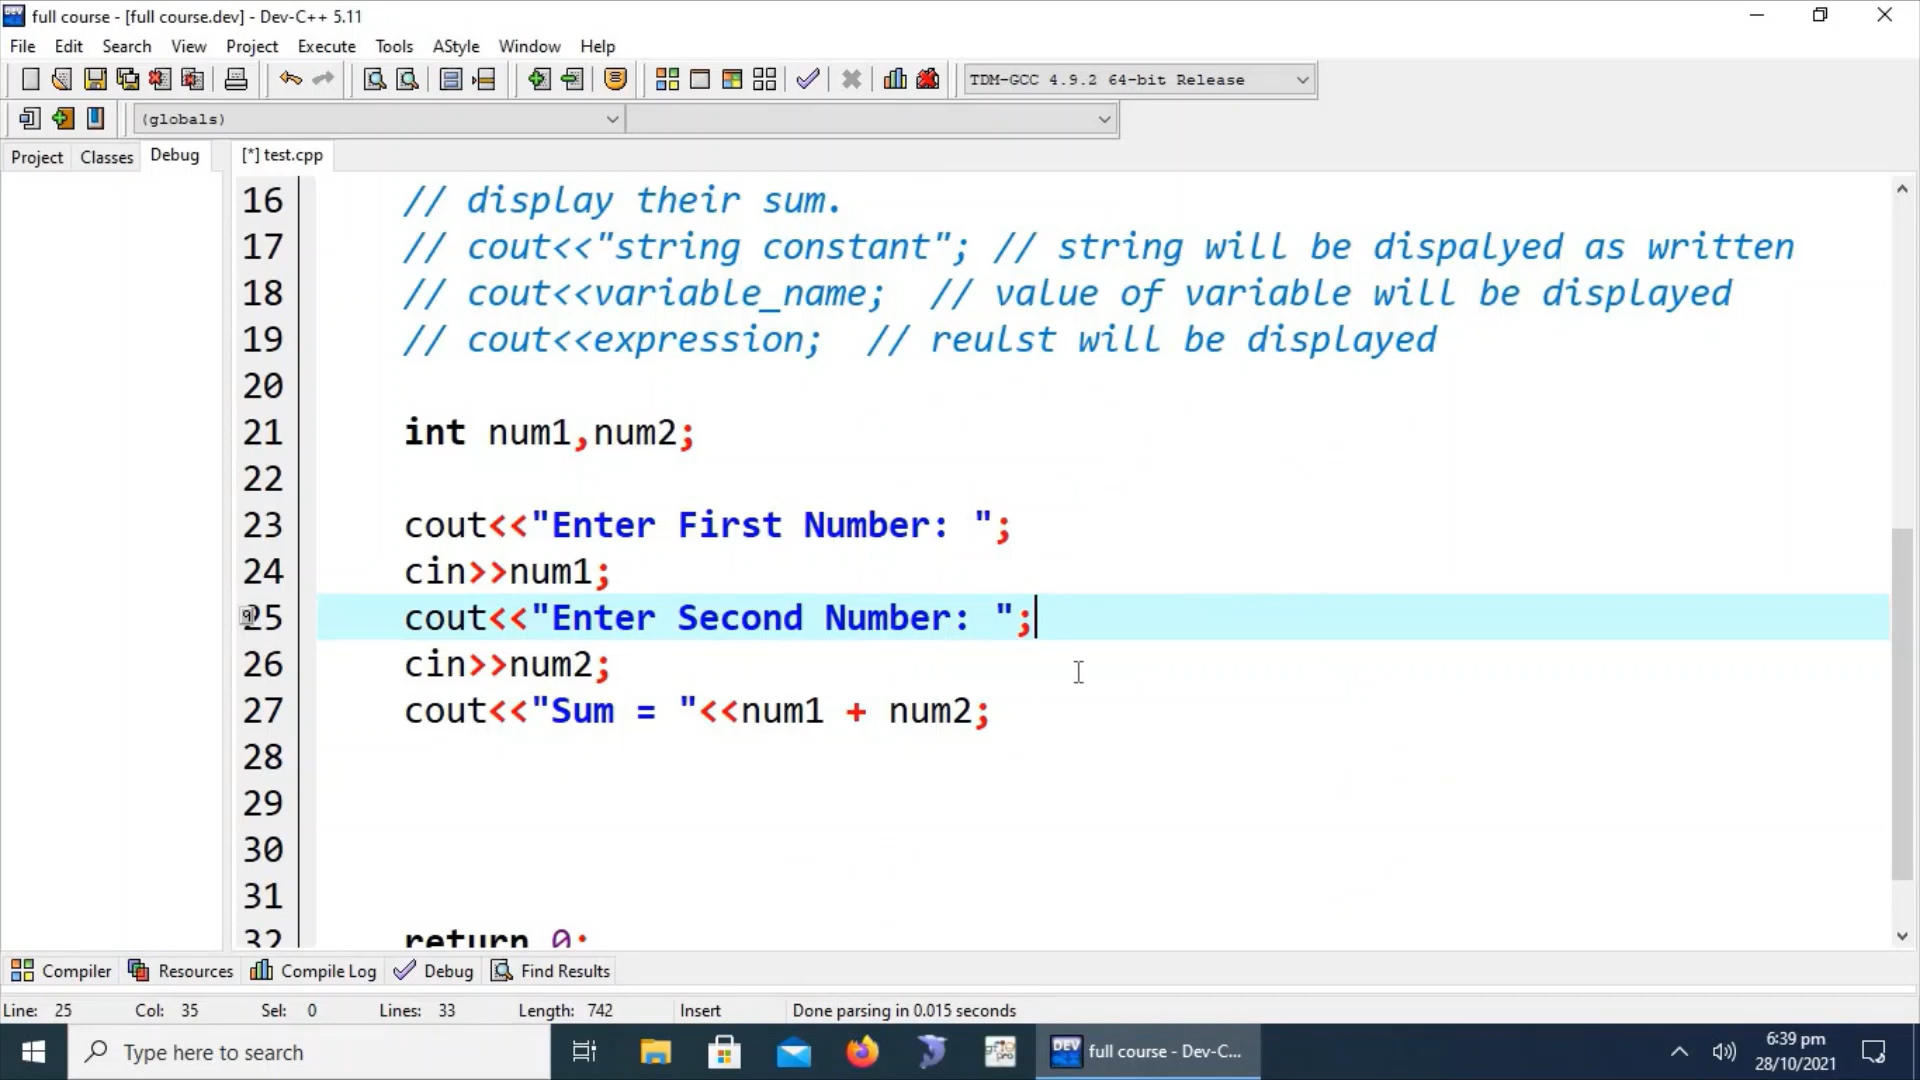 full course - [full course.dev] - Dev-C++ 5.11
File Edit Search View Project Execute Tools AStyle Window Help
TDM-GCC 4.9.2 64-bit Release
(globals)
Project Classes Debug [*] test.cpp
16 // display their sum.
17 // cout<<"string constant"; // string will be dispalyed as written
18 // cout<<variable_name;  // value of variable will be displayed
19 // cout<<expression;  // reulst will be displayed
20
21 int num1,num2;
22
23 cout<<"Enter First Number: ";
24 cin>>num1;
25 cout<<"Enter Second Number: ";
26 cin>>num2;
27 cout<<"Sum = "<<num1 + num2;
28
29
30
31
32 return 0;
Compiler Resources Compile Log Debug Find Results
Line: 25 Col: 35 Sel: 0 Lines: 33 Length: 742 Insert Done parsing in 0.015 seconds
Type here to search
DEV full course - Dev-C...
6:39 pm
28/10/2021